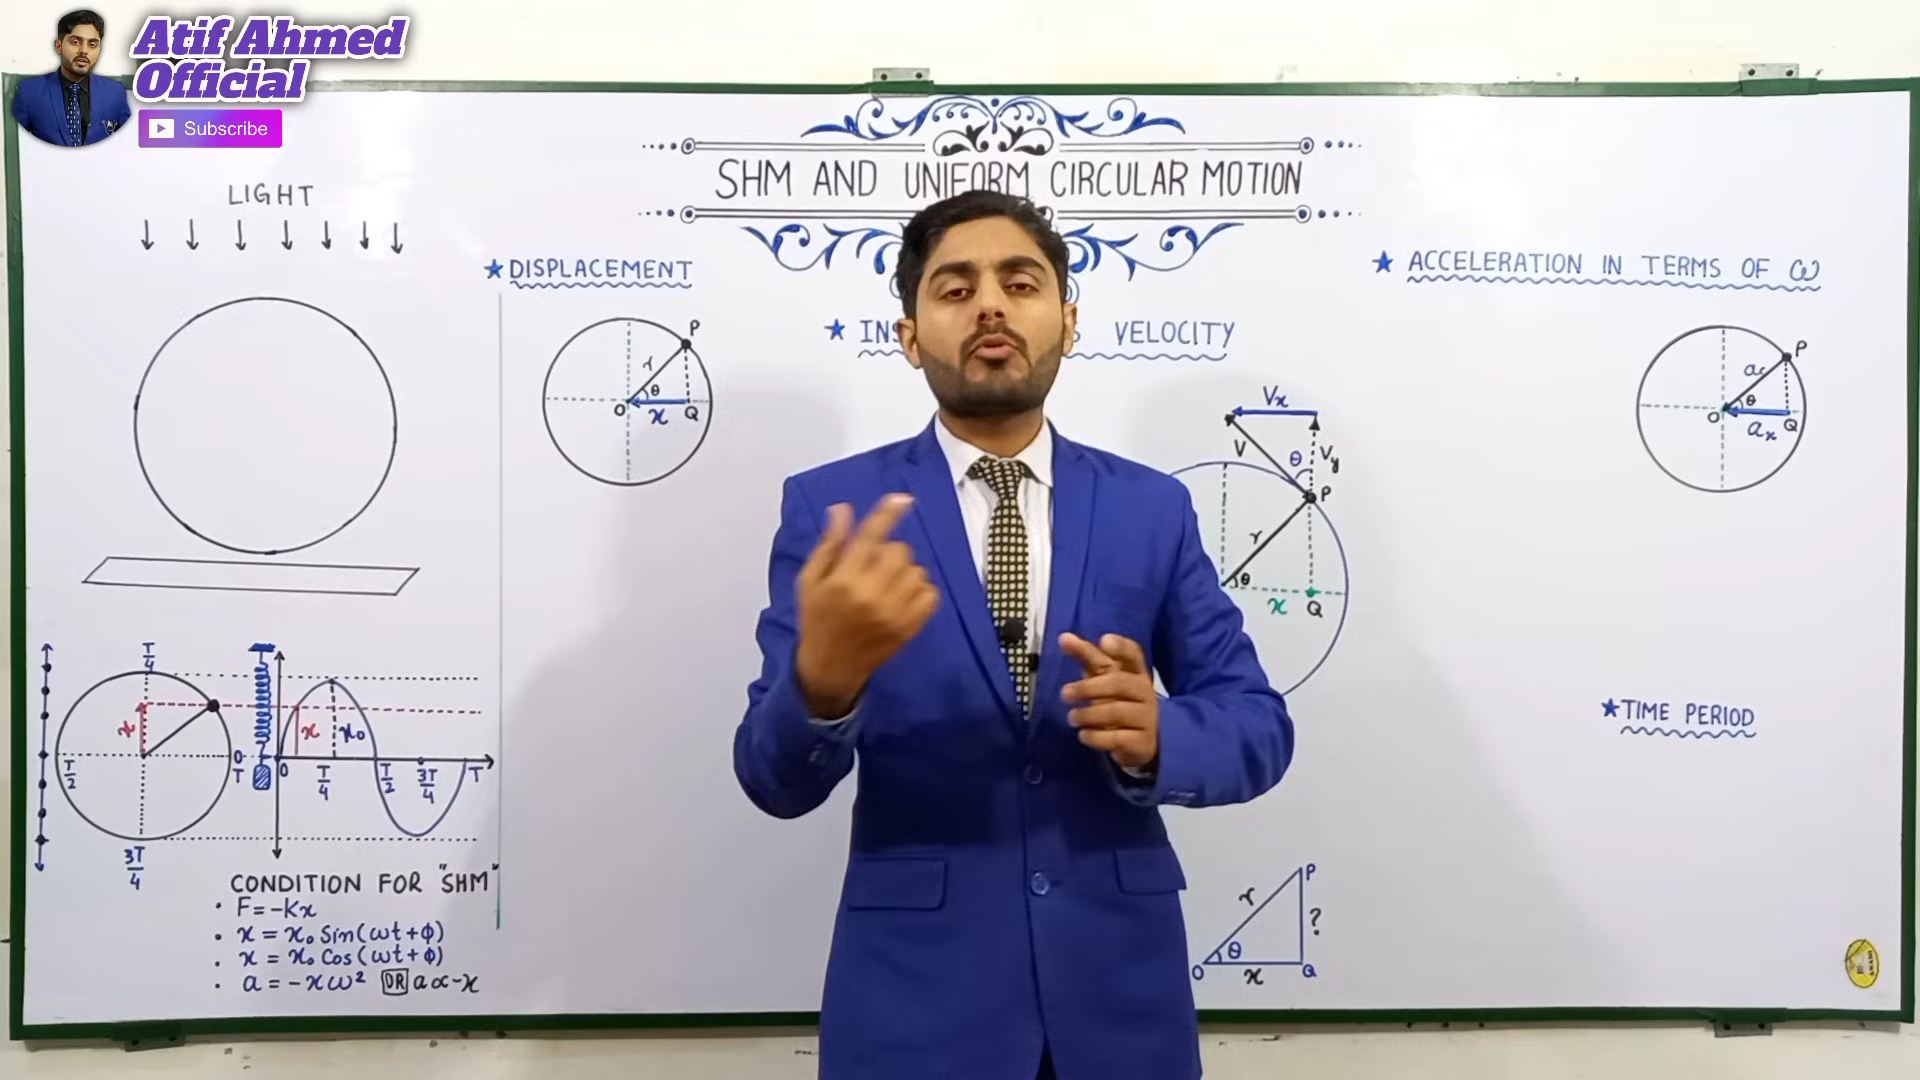 Atif Ahmed
Official
Subscribe
SHM AND UNIFORM CIRCULAR MOTION
LIGHT
★ DISPLACEMENT
P
r
θ
O
x
Q
★ INS VELOCITY
Vx
V
θ
Vy
P
r
θ
x
Q
★ ACCELERATION IN TERMS OF ω
P
ac
θ
O
ax
Q
★ TIME PERIOD
T/4
x
T/2
O
T
3T/4
x
x₀
O
T/4
T/2
3T/4
T
CONDITION FOR "SHM"
• F = -Kx
• x = x₀ Sin(ωt+ϕ)
• x = x₀ Cos(ωt+ϕ)
• a = -xω² OR a ∝ -x
P
r
?
θ
O
x
Q